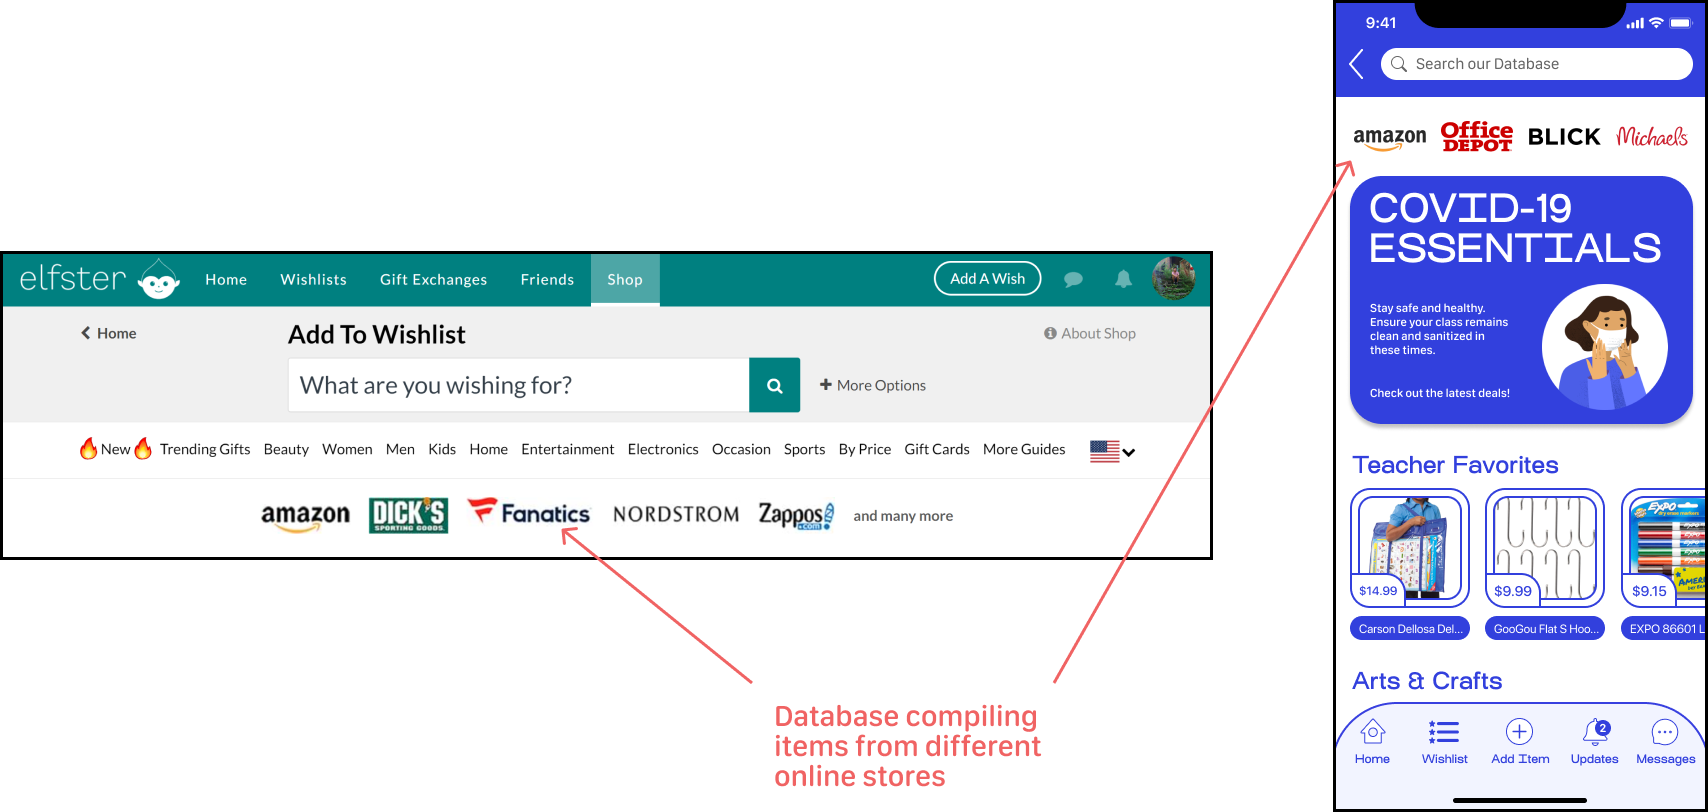 elfster
Home Wishlists Gift Exchanges Friends Shop Add A Wish
Home
Add To Wishlist
About Shop
What are you wishing for?
More Options
New Trending Gifts Beauty Women Men Kids Home Entertainment Electronics Occasion Sports By Price Gift Cards More Guides
amazon DICK'S SPORTING GOODS. Fanatics NORDSTROM Zappos.com and many more
Database compiling
items from different
online stores
9:41
Search our Database
amazon Office DEPOT BLICK Michaels
COVID-19
ESSENTIALS
Stay safe and healthy.
Ensure your class remains
clean and sanitized in
these times.
Check out the latest deals!
Teacher Favorites
EXPO
dry erase markers
$14.99 $9.99 $9.15
Carson Dellosa Del... GooGou Flat S Hoo... EXPO 86601 L
Arts & Crafts
2
Home Wishlist Add Item Updates Messages